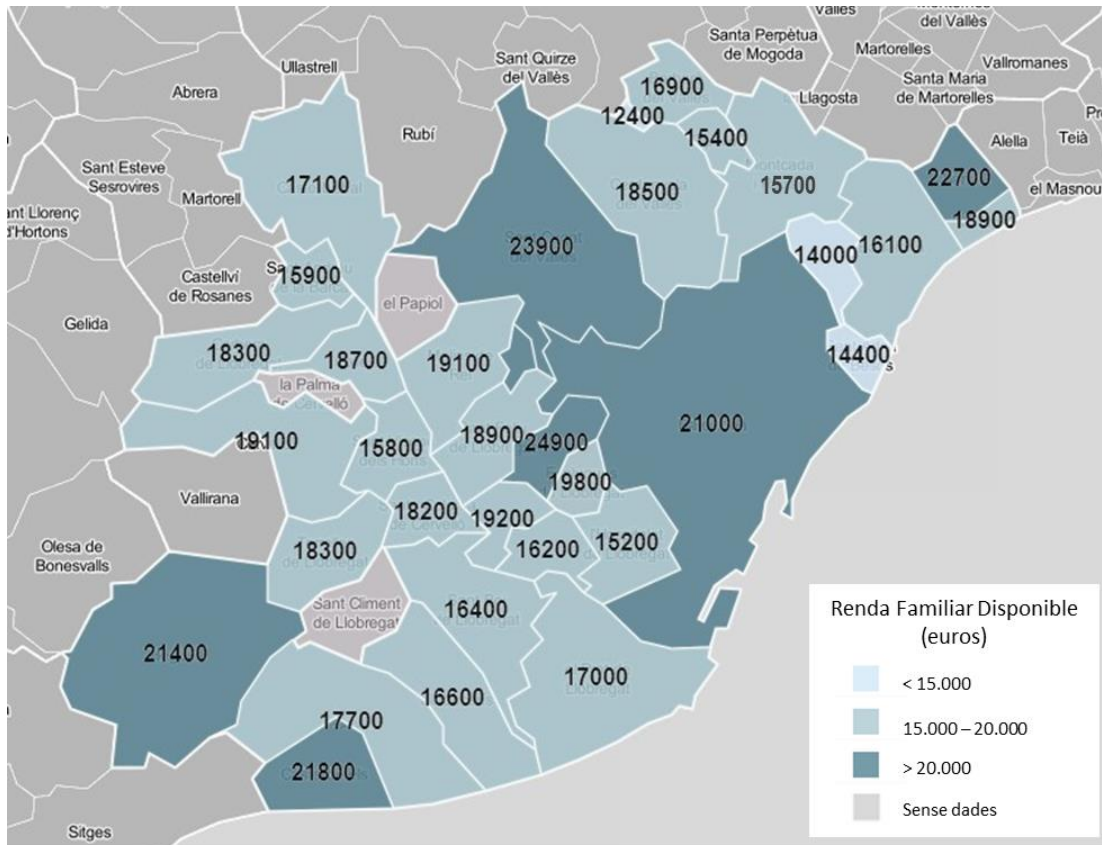 Vallès
Montornès
del Vallès
Santa Perpètua
de Mogoda
Martorelles
Vallromanes
Sant Quirze
del Vallès
Ullastrell
Abrera
Santa Maria
de Martorelles
Llagosta
Alella
Teià
Rubí
Sant Esteve
Sesrovires
Martorell
el Masnou
ant Llorenç
d'Hortons
Castellví
de Rosanes
Gelida
el Papiol
la Palma
de Cervelló
Vallirana
Olesa de
Bonesvalls
Sant Climent
de Llobregat
Sitges
16900
12400
15400
18500
15700
22700
18900
17100
23900
14000
16100
15900
18300
18700
19100
14400
21000
19100
15800
18900
24900
19800
18200
19200
16200
15200
18300
16400
21400
17000
16600
17700
21800
Renda Familiar Disponible
(euros)
< 15.000
15.000 – 20.000
> 20.000
Sense dades